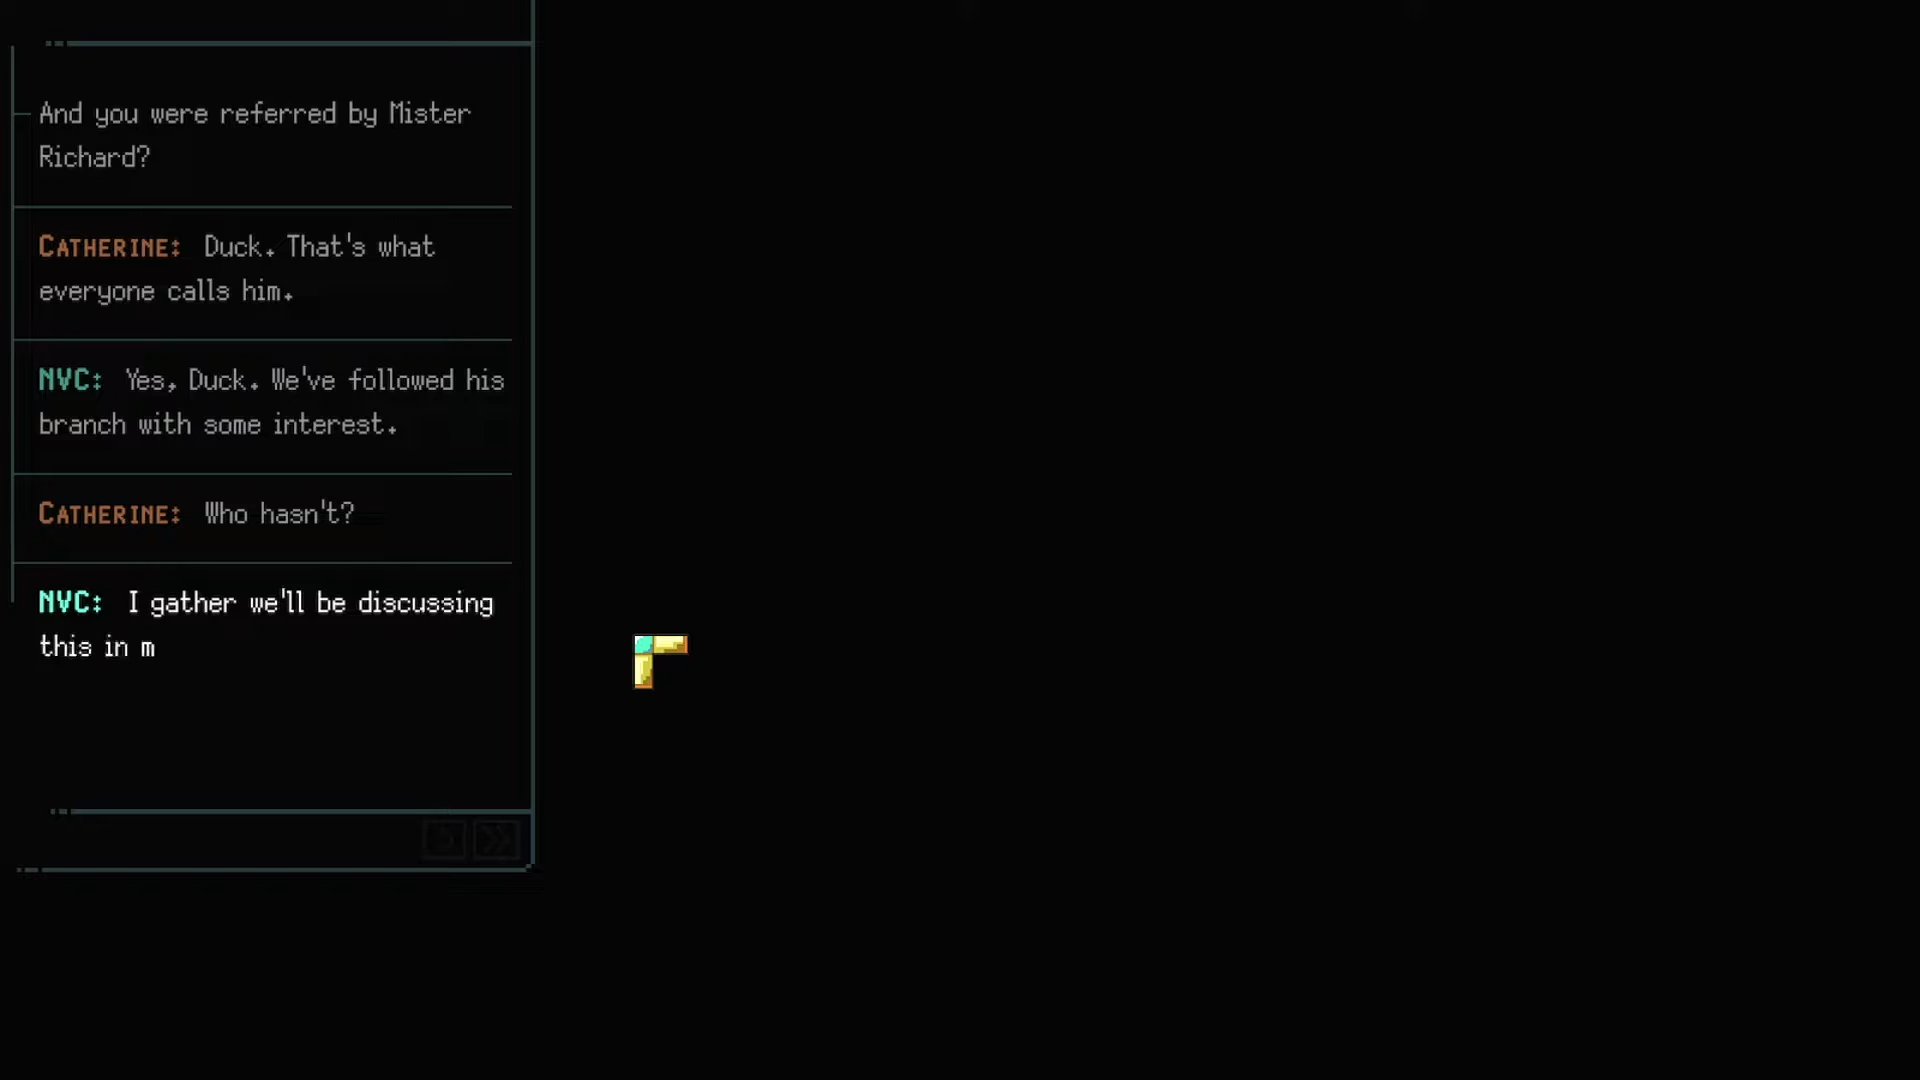 And you were referred by Mister
Richard?
CATHERINE: Duck. That's what
everyone calls him.
NVC: Yes, Duck. We've followed his
branch with some interest.
CATHERINE: Who hasn't?
NVC: I gather we'll be discussing
this in m